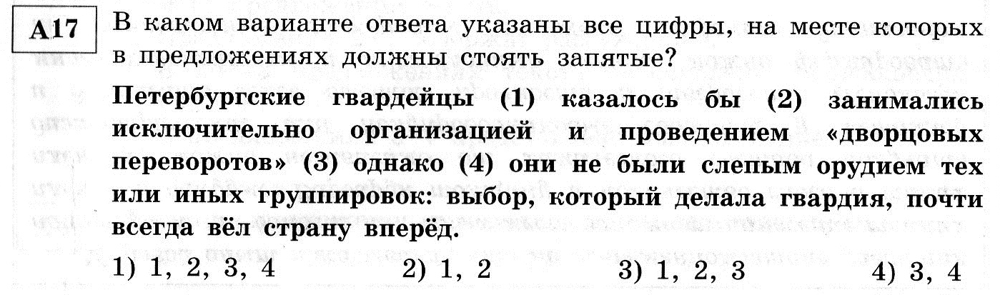 А17
В каком варианте ответа указаны все цифры, на месте которых
в предложениях должны стоять запятые?
Петербургские гвардейцы (1) казалось бы (2) занимались
исключительно организацией и проведением «дворцовых
переворотов» (3) однако (4) они не были слепым орудием тех
или иных группировок: выбор, который делала гвардия, почти
всегда вёл страну вперёд.
1) 1, 2, 3, 4 2) 1, 2 3) 1, 2, 3 4) 3, 4